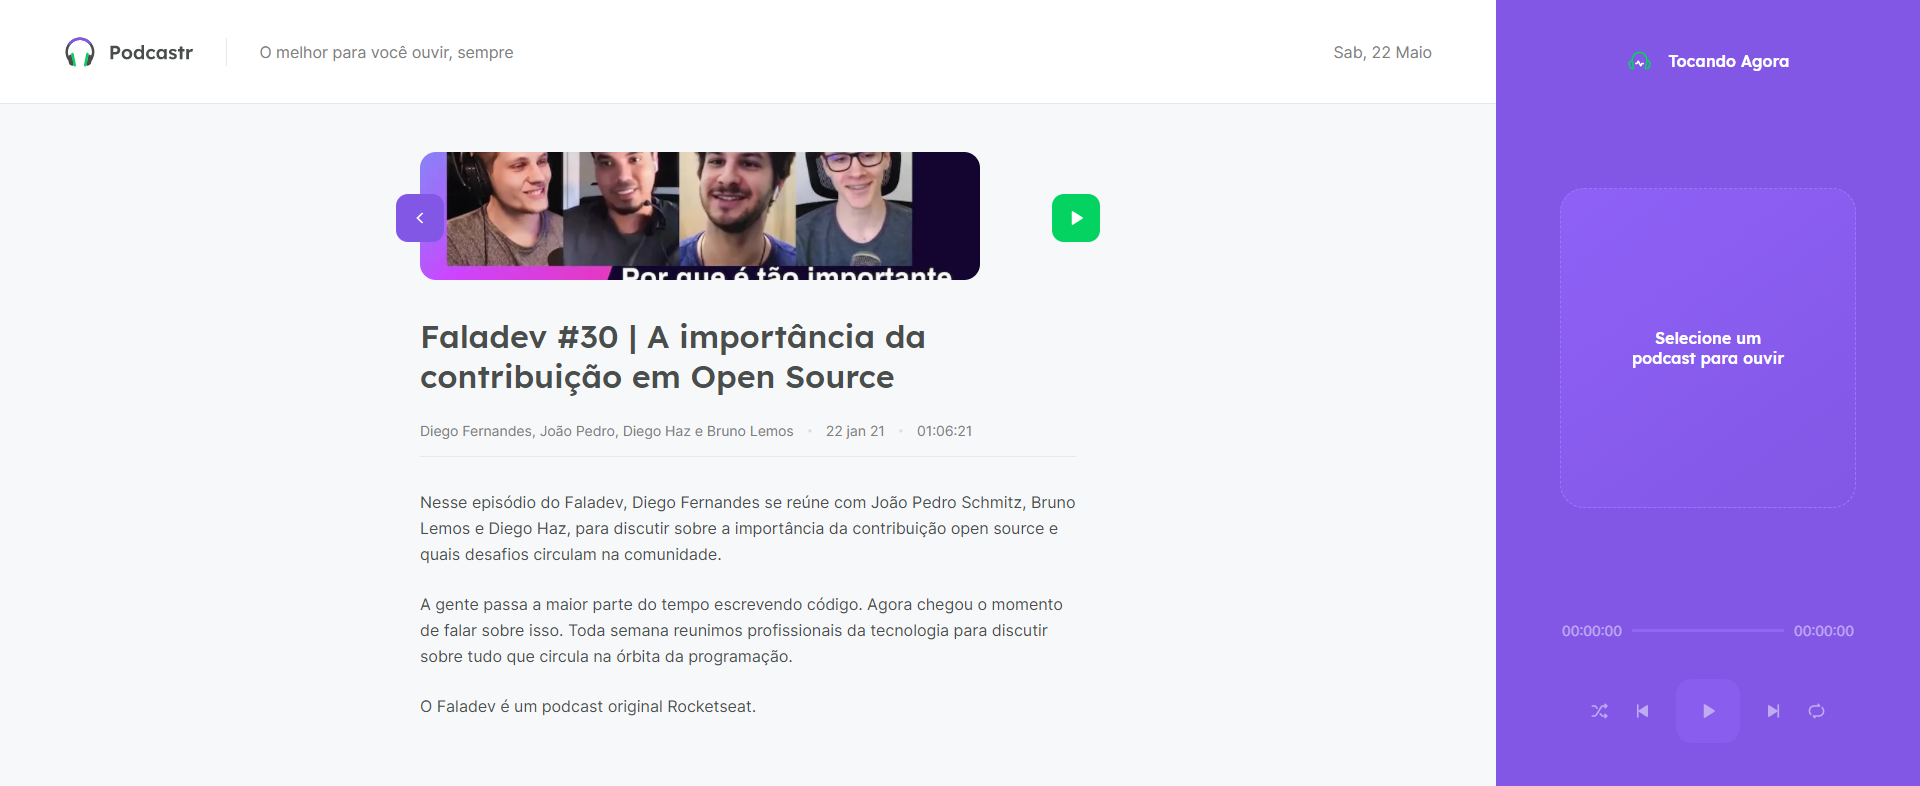 Podcastr
O melhor para você ouvir, sempre
Sab, 22 Maio
Tocando Agora
Por que é tão importante
Faladev #30 | A importância da
contribuição em Open Source
Diego Fernandes, João Pedro, Diego Haz e Bruno Lemos • 22 jan 21 • 01:06:21
Nesse episódio do Faladev, Diego Fernandes se reúne com João Pedro Schmitz, Bruno
Lemos e Diego Haz, para discutir sobre a importância da contribuição open source e
quais desafios circulam na comunidade.
A gente passa a maior parte do tempo escrevendo código. Agora chegou o momento
de falar sobre isso. Toda semana reunimos profissionais da tecnologia para discutir
sobre tudo que circula na órbita da programação.
O Faladev é um podcast original Rocketseat.
Selecione um
podcast para ouvir
00:00:00
00:00:00